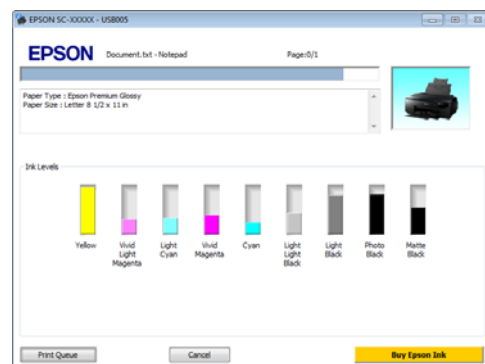 EPSON SC-XXXXX - USB005
EPSON
Document.txt - Notepad
Page:0/1
Paper Type : Epson Premium Glossy
Paper Size : Letter 8 1/2 x 11 in
Ink Levels
Yellow
Vivid
Light
Magenta
Light
Cyan
Vivid
Magenta
Cyan
Light
Light
Black
Light
Black
Photo
Black
Matte
Black
Print Queue
Cancel
Buy Epson Ink